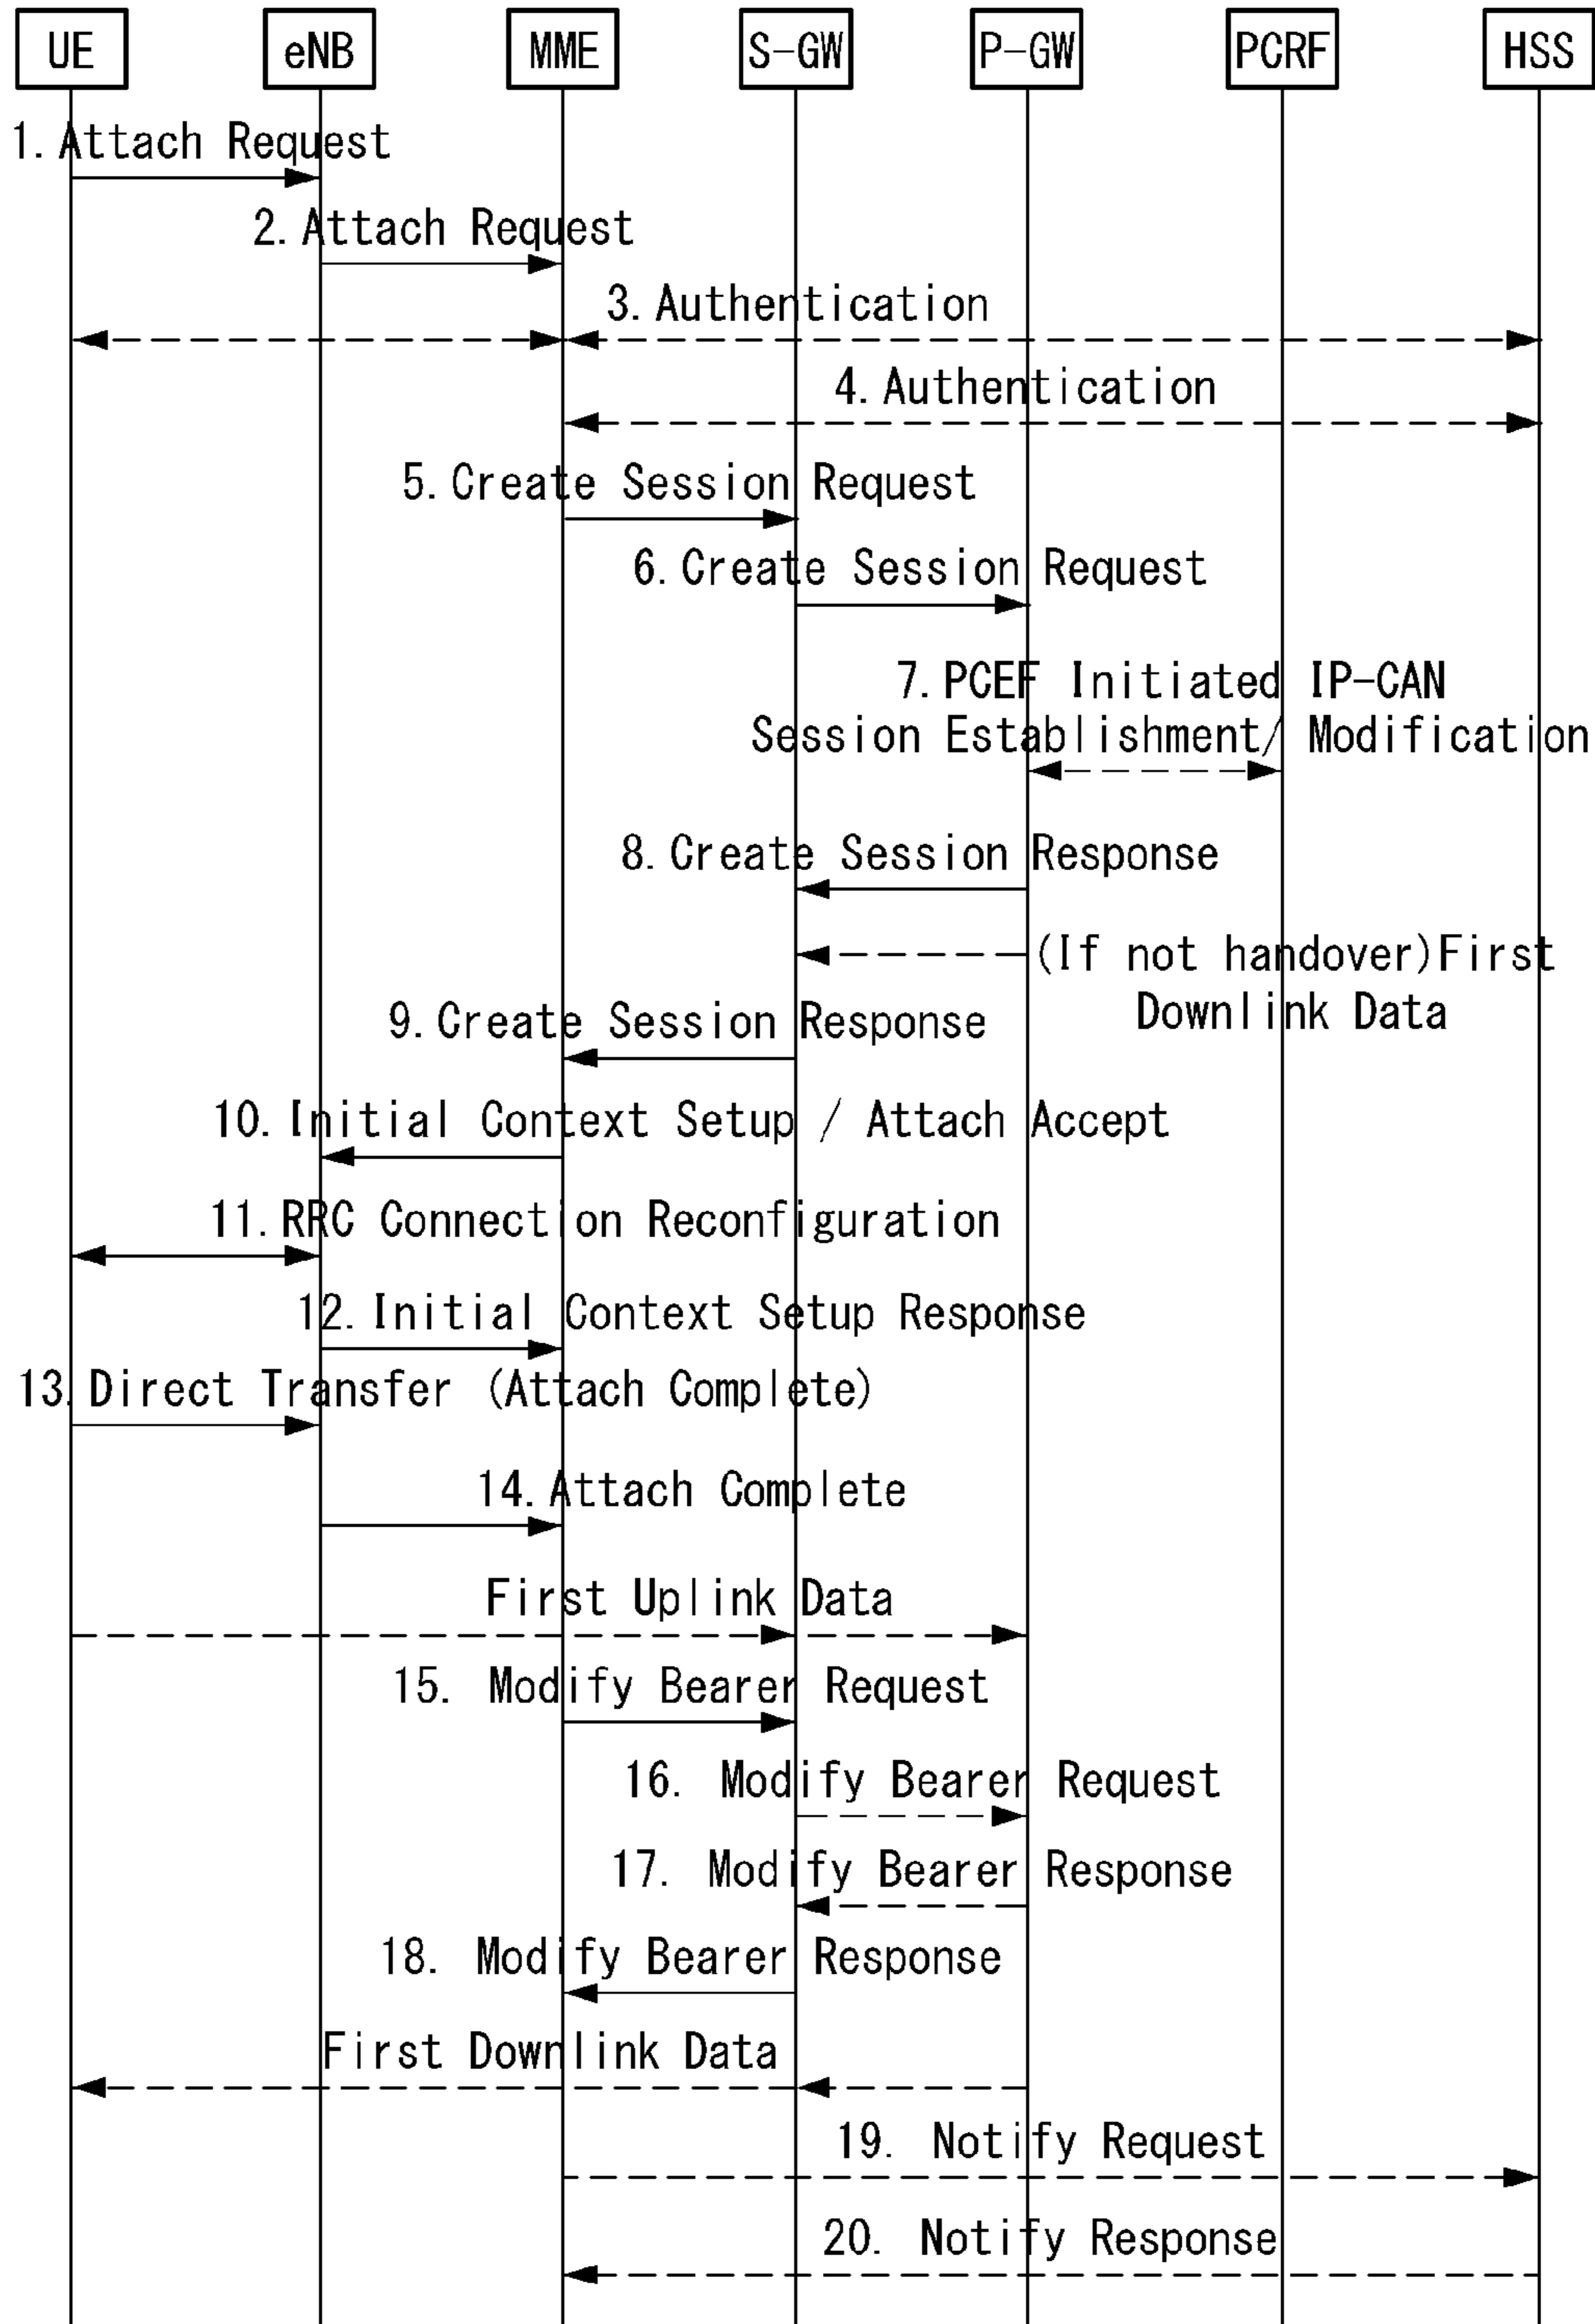 UE eNB MME S-GW P-GW PCRF HSS
1. Attach Request
2. Attach Request
3. Authentication
4. Authentication
5. Create Session Request
6. Create Session Request
7. PCEF Initiated IP-CAN
Session Establishment/ Modification
8. Create Session Response
(If not handover)First
Downlink Data
9. Create Session Response
10. Initial Context Setup / Attach Accept
11. RRC Connection Reconfiguration
12. Initial Context Setup Response
13. Direct Transfer (Attach Complete)
14. Attach Complete
First Uplink Data
15. Modify Bearer Request
16. Modify Bearer Request
17. Modify Bearer Response
18. Modify Bearer Response
First Downlink Data
19. Notify Request
20. Notify Response